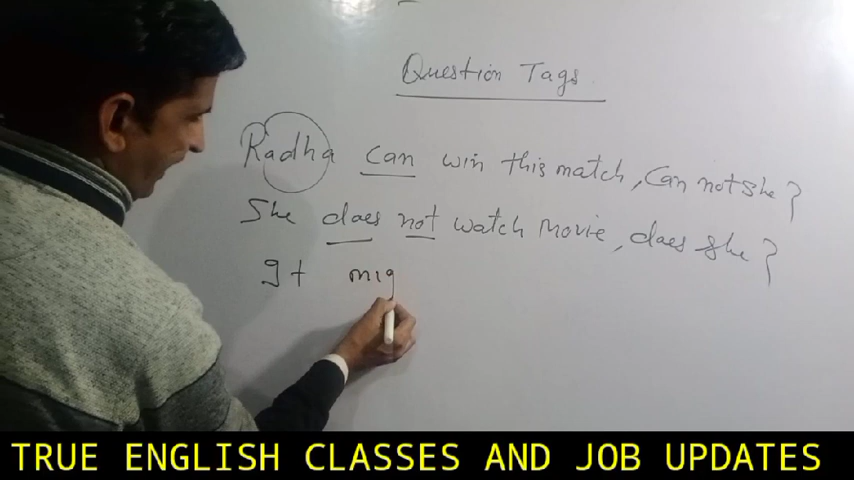 Question Tags
Radha can win this match, Can not she?
She does not watch movie, does she?
It mig
TRUE ENGLISH CLASSES AND JOB UPDATES